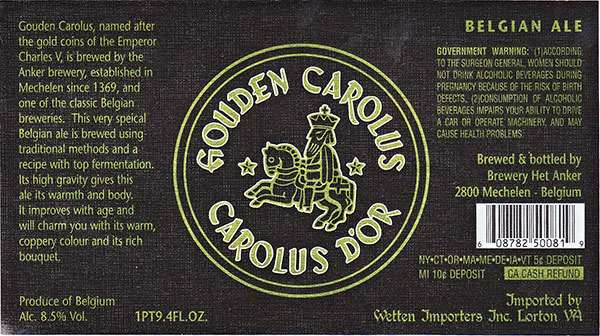 Gouden Carolus, named after
the gold coins of the Emperor
Charles V, is brewed by the
Anker brewery, established in
Mechelen since 1369, and
one of the classic Belgian
breweries. This very speical
Belgian ale is brewed using
traditional methods and a
recipe with top fermentation.
Its high gravity gives this
ale its warmth and body.
It improves with age and
will charm you with its warm,
coppery colour and its rich
bouquet.
Produce of Belgium
Alc. 8.5% Vol.
1PT9.4FL.OZ.
GOUDEN CAROLUS
CAROLUS D'OR
BELGIAN ALE
GOVERNMENT WARNING: (1)ACCORDING
TO THE SURGEON GENERAL, WOMEN SHOULD
NOT DRINK ALCOHOLIC BEVERAGES DURING
PREGNANCY BECAUSE OF THE RISK OF BIRTH
DEFECTS. (2)CONSUMPTION OF ALCOHOLIC
BEVERAGES IMPAIRS YOUR ABILITY TO DRIVE
A CAR OR OPERATE MACHINERY, AND MAY
CAUSE HEALTH PROBLEMS.
Brewed & bottled by
Brewery Het Anker
2800 Mechelen - Belgium
6 08782 50081 9
NY•CT•OR•MA•ME•DE•IA•VT 5¢ DEPOSIT
MI 10¢ DEPOSIT CA CASH REFUND
Imported by
Wetten Importers Inc. Lorton VA